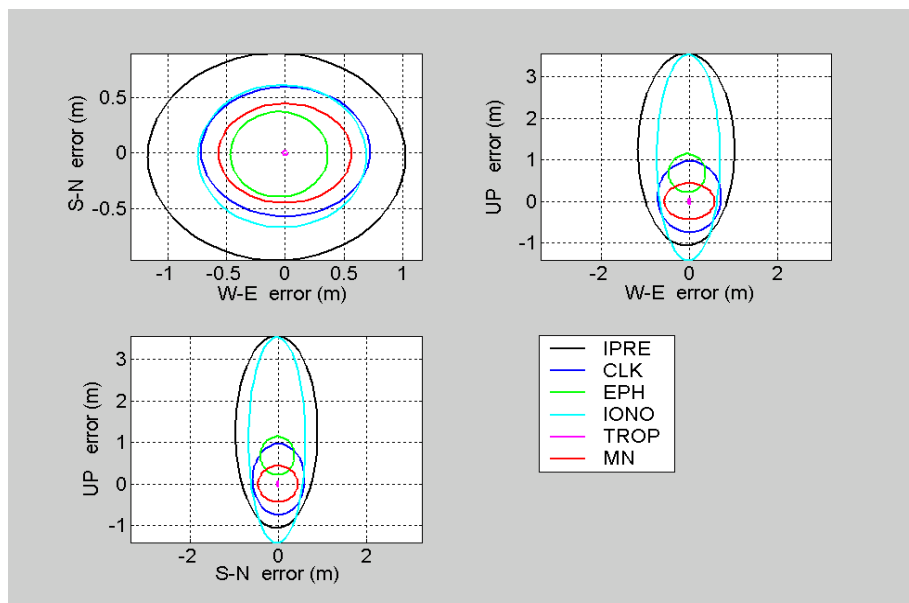 0.5
0
-0.5
S-N error (m)
-1
-0.5
0
0.5
1
W-E error (m)
3
2
1
0
-1
UP error (m)
-2
0
2
W-E error (m)
3
2
1
0
-1
UP error (m)
-2
0
2
S-N error (m)
IPRE
CLK
EPH
IONO
TROP
MN